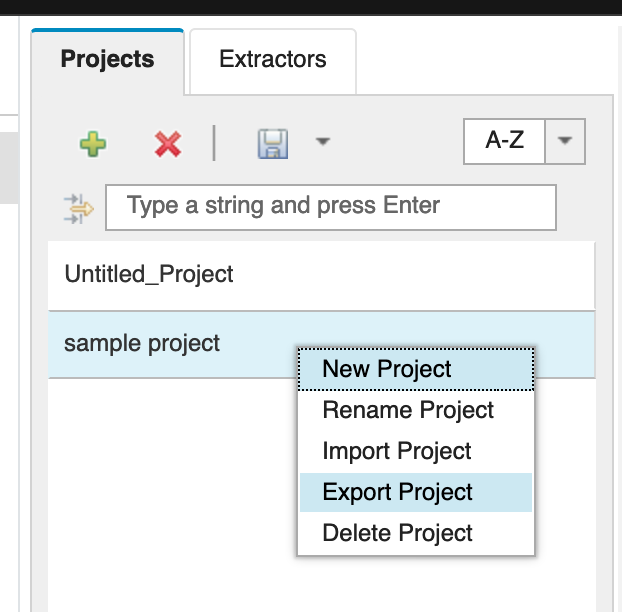 Projects Extractors
A-Z
Type a string and press Enter
Untitled_Project
sample project
New Project
Rename Project
Import Project
Export Project
Delete Project